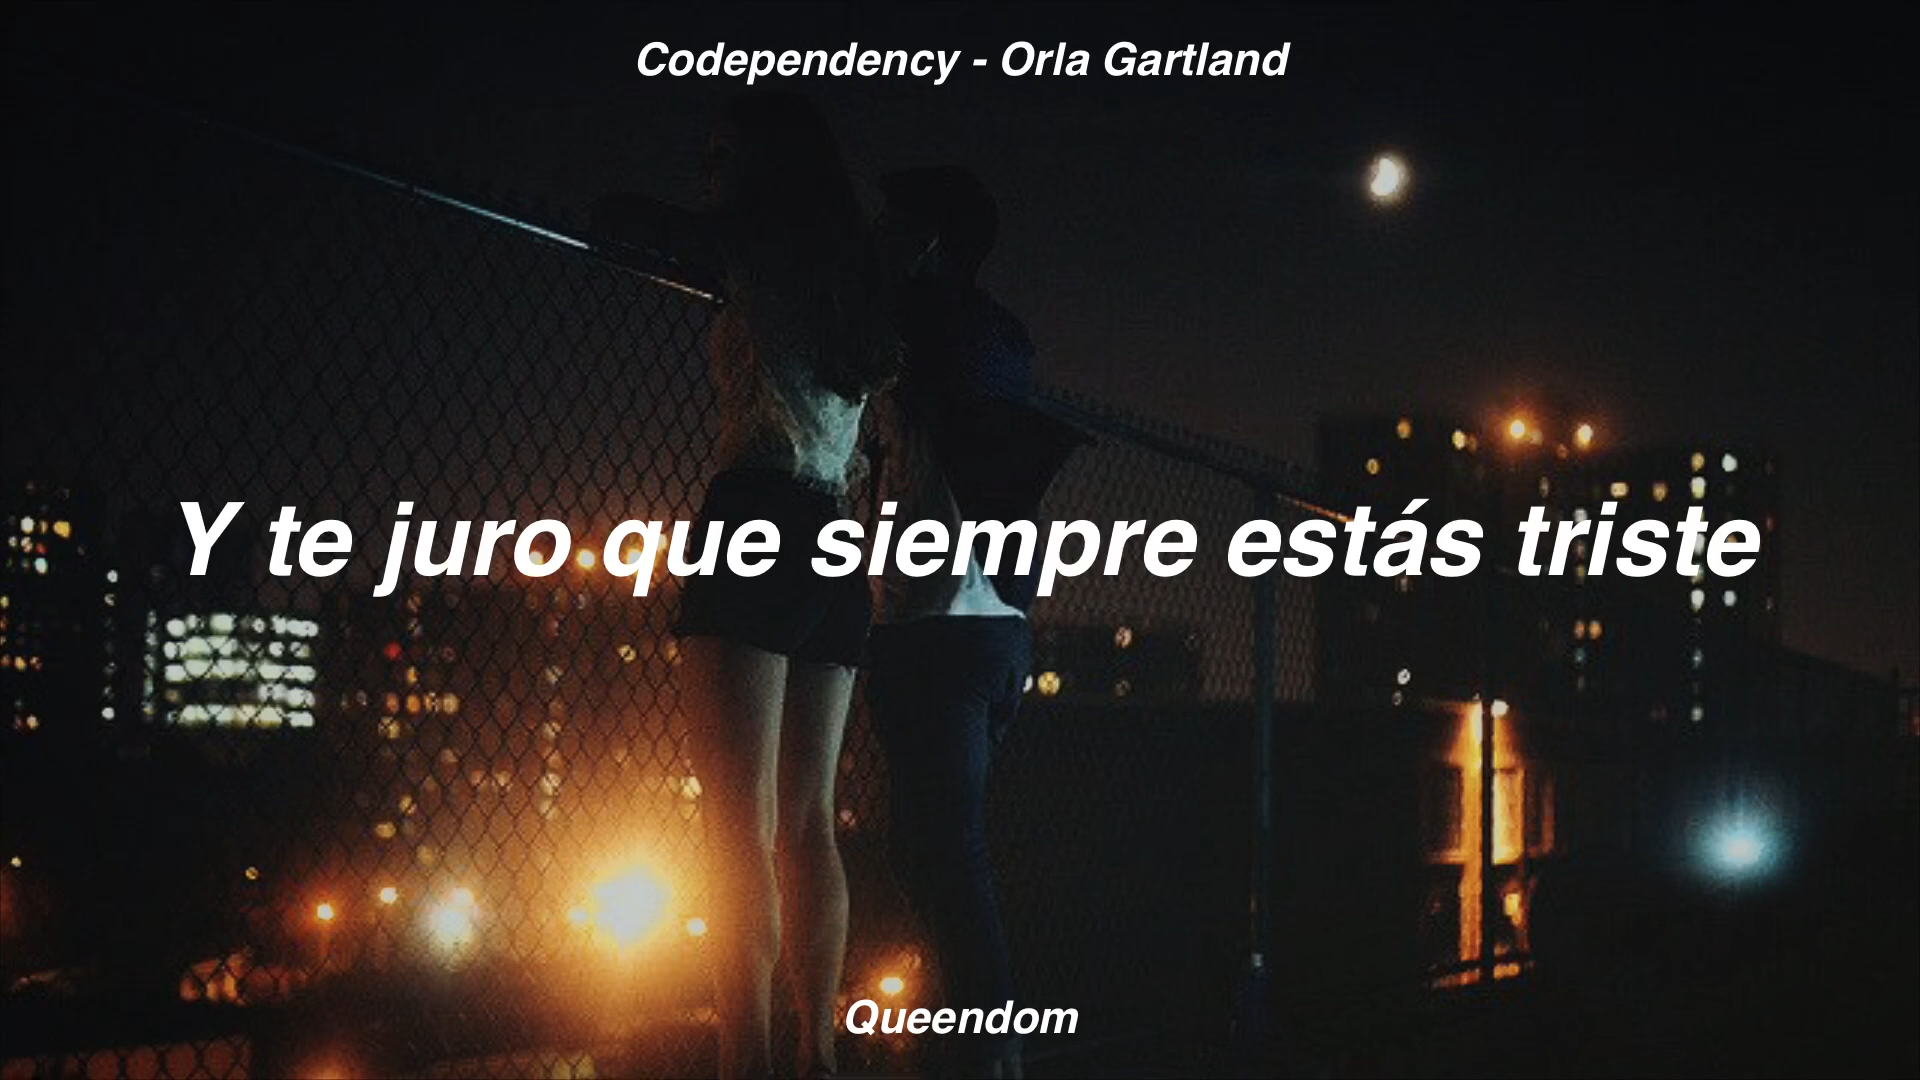 Codependency - Orla Gartland
Y te juro que siempre estás triste
Queendom